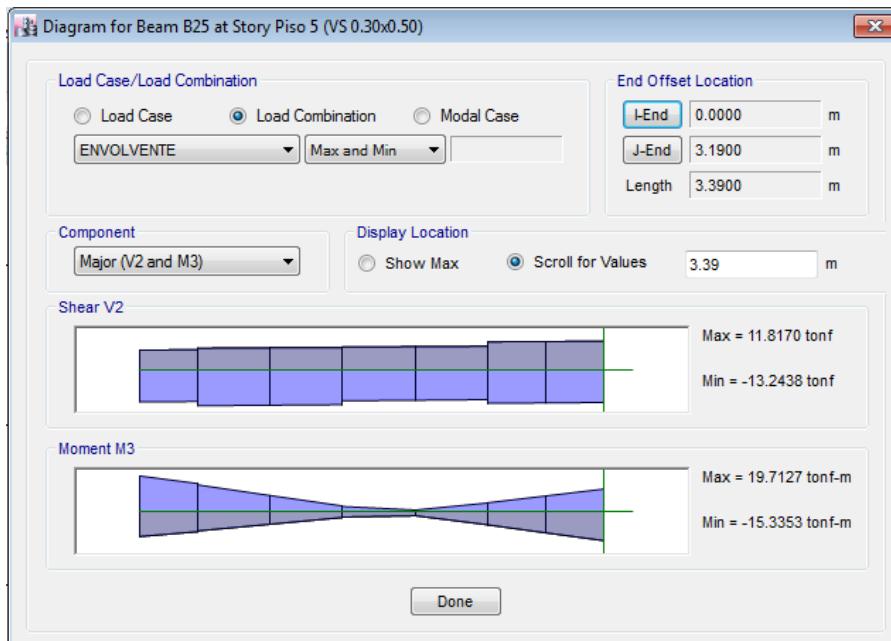 Diagram for Beam B25 at Story Piso 5 (VS 0.30x0.50)
Load Case/Load Combination
Load Case Load Combination Modal Case
ENVOLVENTE Max and Min
End Offset Location
I-End 0.0000 m
J-End 3.1900 m
Length 3.3900 m
Component
Major (V2 and M3)
Display Location
Show Max Scroll for Values 3.39 m
Shear V2
Max = 11.8170 tonf
Min = -13.2438 tonf
Moment M3
Max = 19.7127 tonf-m
Min = -15.3353 tonf-m
Done